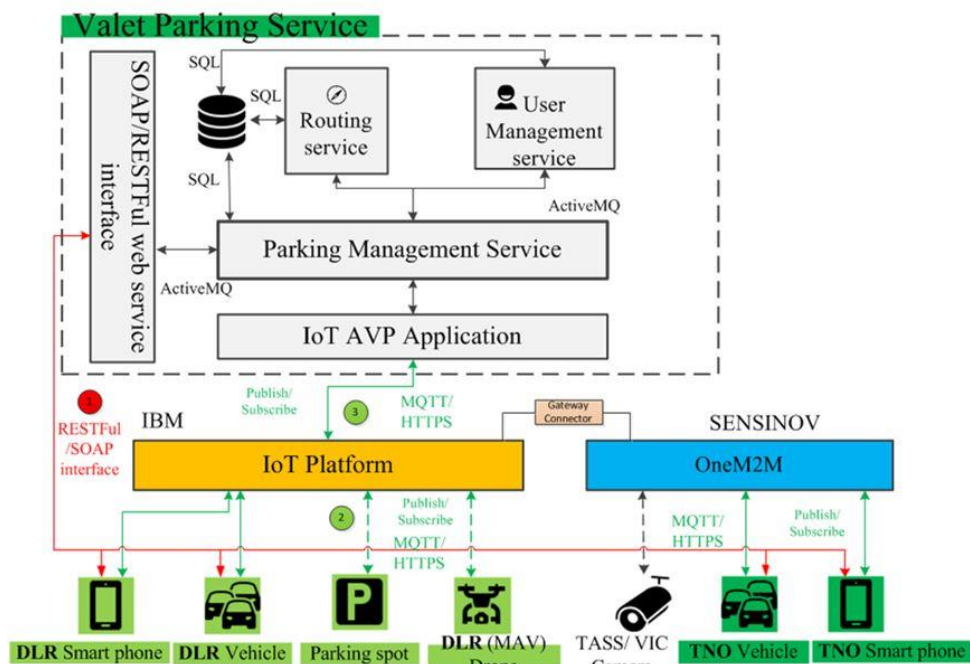 Valet Parking Service
SOAP/RESTFul web service
interface
SQL
SQL
SQL
Routing
service
User
Management
service
ActiveMQ
Parking Management Service
ActiveMQ
IoT AVP Application
1
RESTFul
/SOAP
interface
Publish/
Subscribe
3
MQTT/
HTTPS
IBM
Gateway
Connector
SENSINOV
IoT Platform
OneM2M
2
Publish/
Subscribe
MQTT/
HTTPS
MQTT/
HTTPS
Publish/
Subscribe
P
DLR Smart phone
DLR Vehicle
Parking spot
DLR (MAV)
Drone
TASS/ VIC
Camera
TNO Vehicle
TNO Smart phone